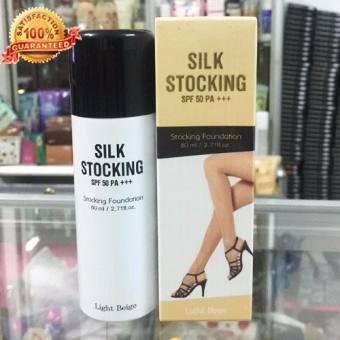 SATISFACTION
100%
GUARANTEED
SILK
STOCKING
SPF 50 PA +++
Stocking Foundation
80 ml / 2.71fl.oz.
Light Beige
SILK
STOCKING
SPF 50 PA +++
Stocking Foundation
80 ml / 2.71fl.oz.
Light Beige